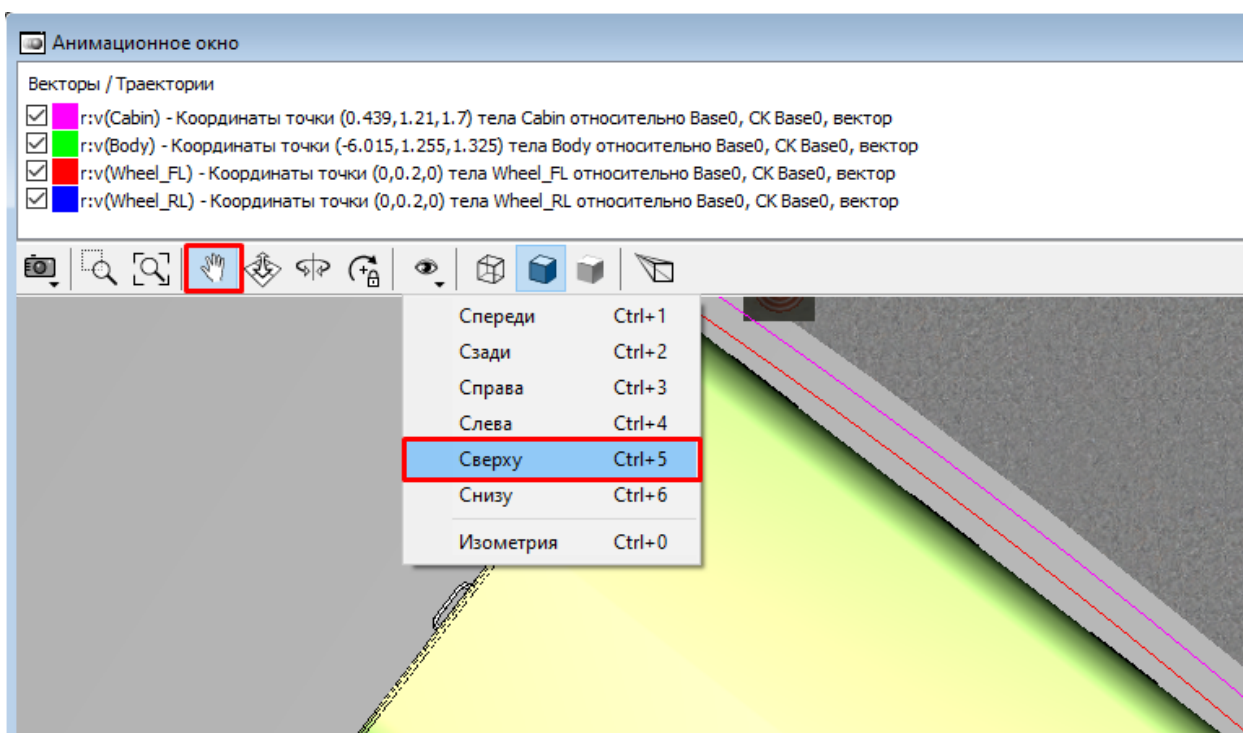 Анимационное окно
Векторы / Траектории
r:v(Cabin) - Координаты точки (0.439,1.21,1.7) тела Cabin относительно Base0, СК Base0, вектор
r:v(Body) - Координаты точки (-6.015,1.255,1.325) тела Body относительно Base0, СК Base0, вектор
r:v(Wheel_FL) - Координаты точки (0,0.2,0) тела Wheel_FL относительно Base0, СК Base0, вектор
r:v(Wheel_RL) - Координаты точки (0,0.2,0) тела Wheel_RL относительно Base0, СК Base0, вектор
Спереди Ctrl+1
Сзади Ctrl+2
Справа Ctrl+3
Слева Ctrl+4
Сверху Ctrl+5
Снизу Ctrl+6
Изометрия Ctrl+0